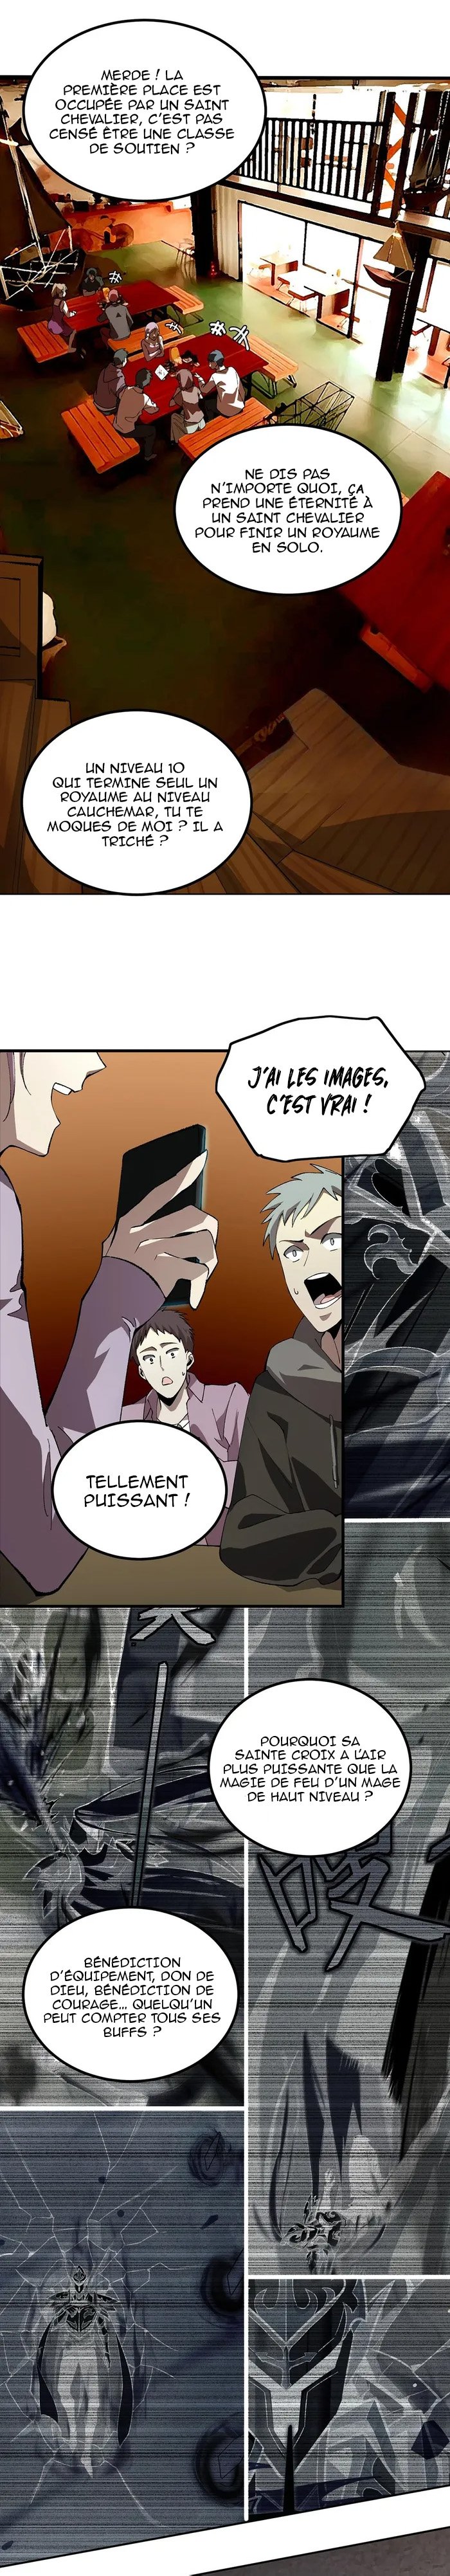 MERDE ! LA
PREMIÈRE PLACE EST
OCCUPÉE PAR UN SAINT
CHEVALIER, C'EST PAS
CENSÉ ÊTRE UNE CLASSE
DE SOUTIEN ?
NE DIS PAS
N'IMPORTE QUOI, ÇA
PREND UNE ÉTERNITÉ À
UN SAINT CHEVALIER
POUR FINIR UN ROYAUME
EN SOLO.
UN NIVEAU 10
QUI TERMINE SEUL UN
ROYAUME AU NIVEAU
CAUCHEMAR, TU TE
MOQUES DE MOI ? IL A
TRICHÉ ?
J'AI LES IMAGES,
C'EST VRAI !
TELLEMENT
PUISSANT !
POURQUOI SA
SAINTE CROIX A L'AIR
PLUS PUISSANTE QUE LA
MAGIE DE FEU D'UN MAGE
DE HAUT NIVEAU ?
BÉNÉDICTION
D'ÉQUIPEMENT, DON DE
DIEU, BÉNÉDICTION DE
COURAGE... QUELQU'UN
PEUT COMPTER TOUS SES
BUFFS ?